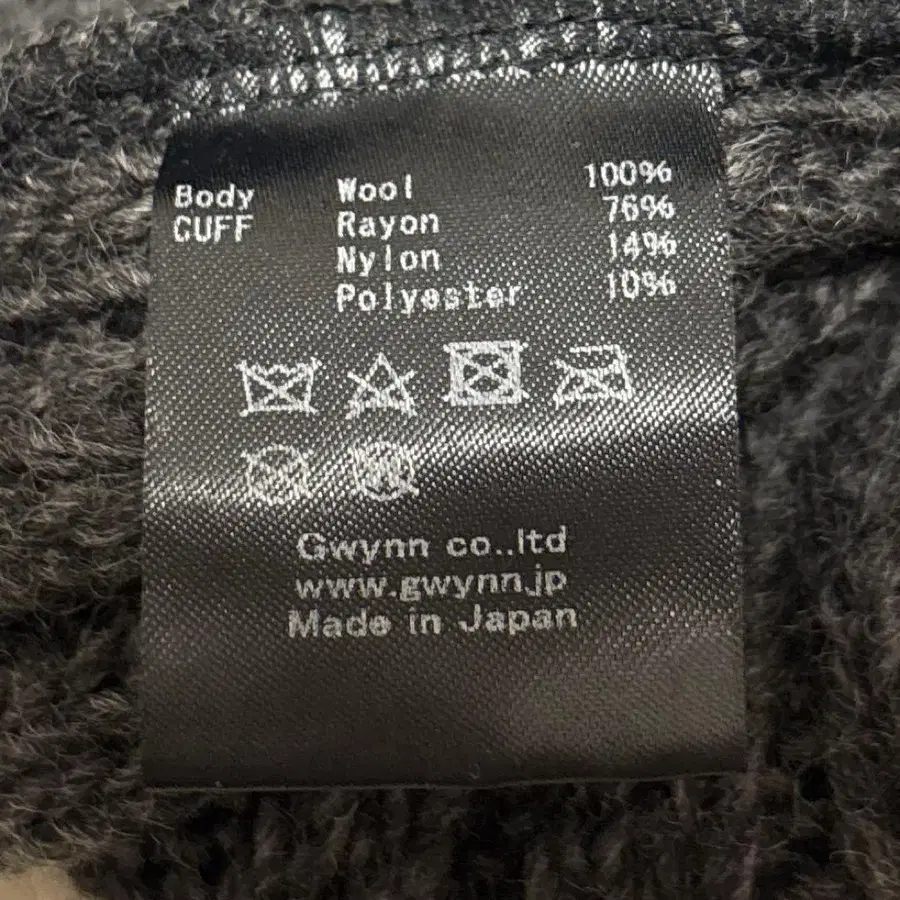 Body Wool 100%
CUFF Rayon 76%
Nylon 14%
Polyester 10%
W
Gwynn co..ltd
www.gwynn.jp
Made in Japan